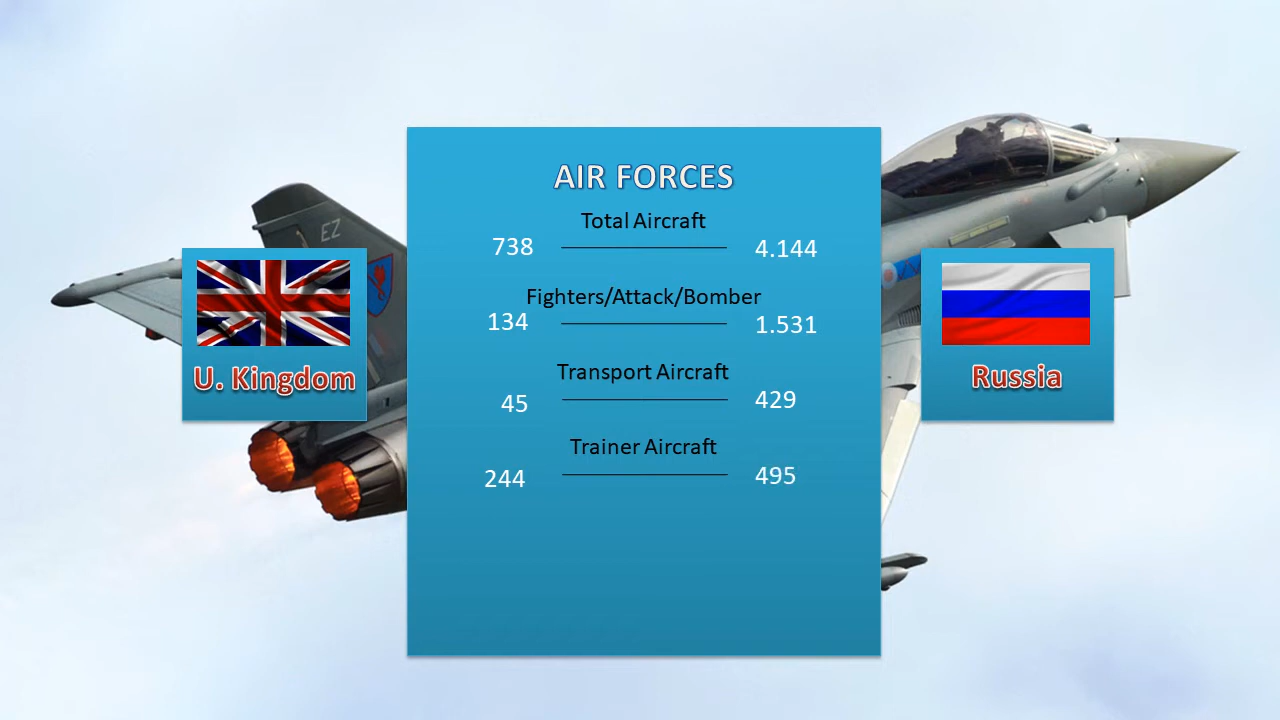 AIR FORCES
Total Aircraft
738 4.144
Fighters/Attack/Bomber
134 1.531
Transport Aircraft
45 429
Trainer Aircraft
244 495
U. Kingdom
Russia
EZ